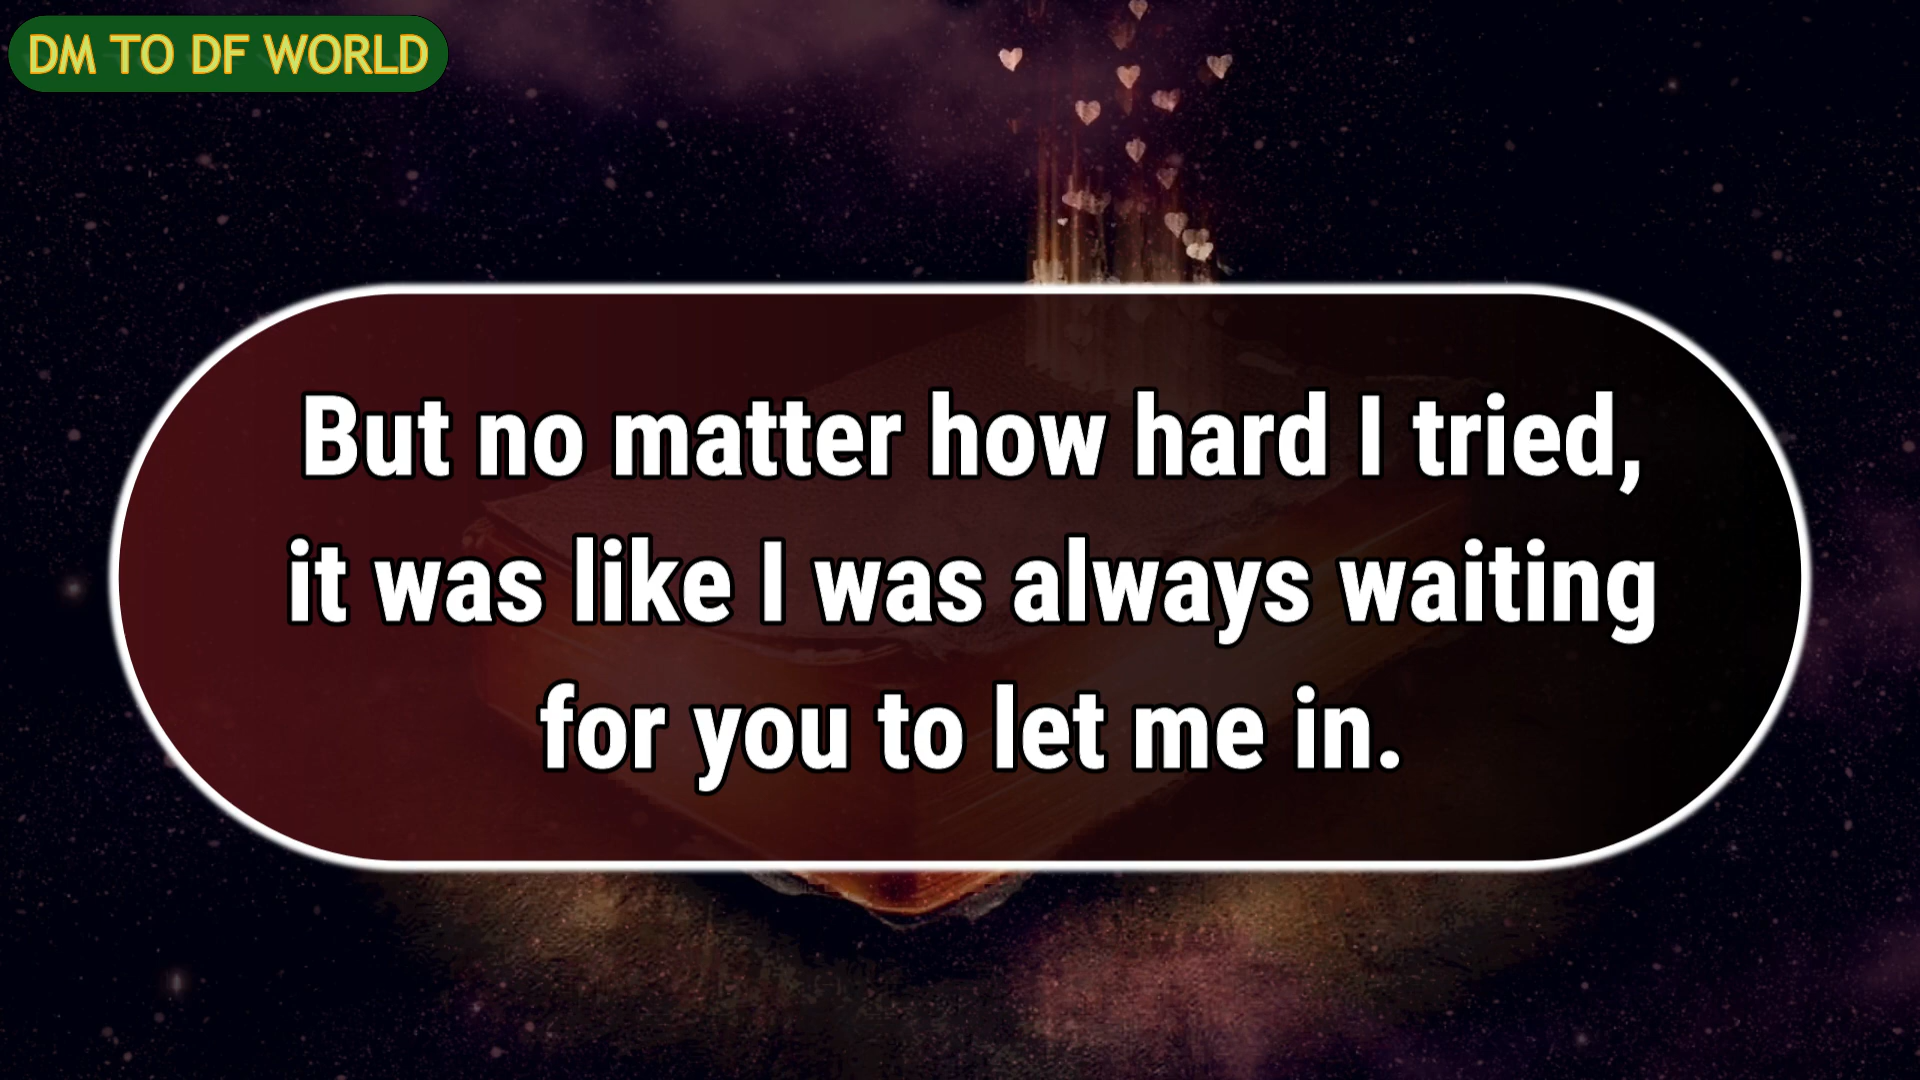 DM TO DF WORLD
But no matter how hard I tried,
it was like I was always waiting
for you to let me in.